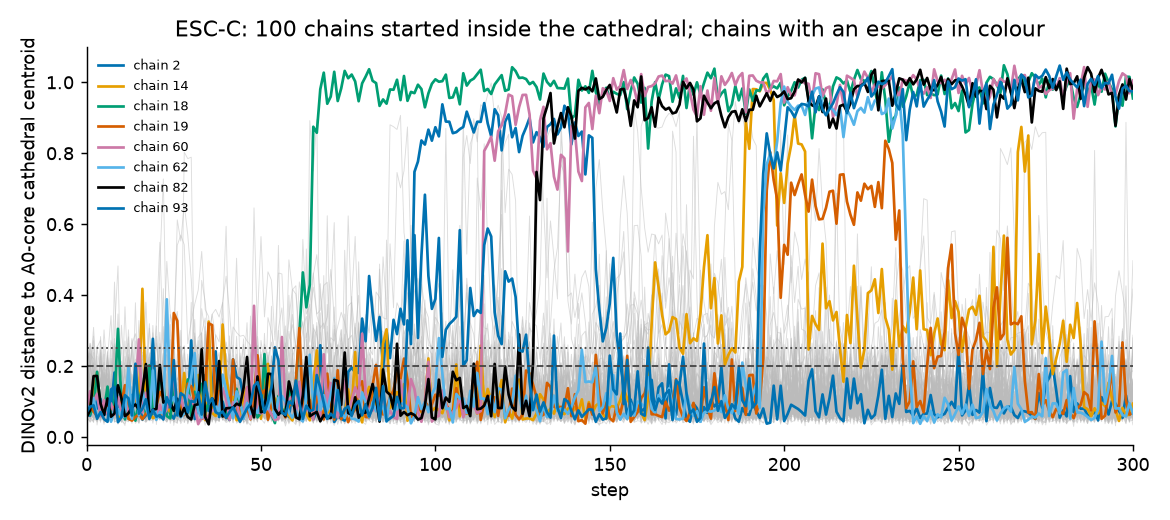 ESC-C: 100 chains started inside the cathedral; chains with an escape in colour
DINOv2 distance to A0-core cathedral centroid
1.0
0.8
0.6
0.4
0.2
0.0
chain 2
chain 14
chain 18
chain 19
chain 60
chain 62
chain 82
chain 93
0
50
100
150
200
250
300
step